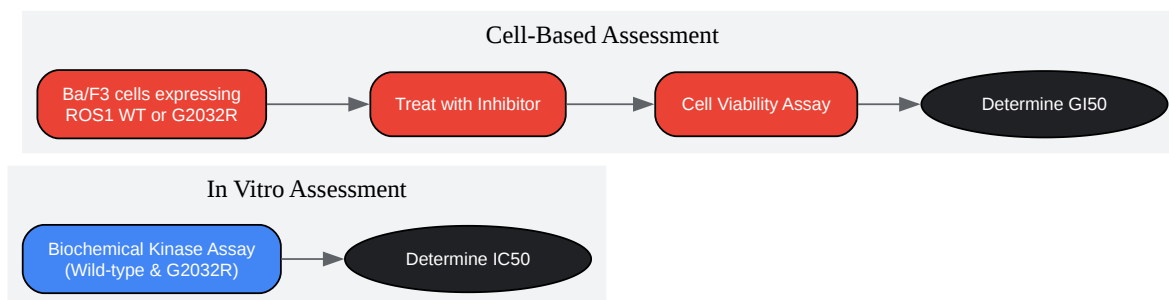 Cell-Based Assessment
Ba/F3 cells expressing
ROS1 WT or G2032R
Treat with Inhibitor
Cell Viability Assay
Determine GI50
In Vitro Assessment
Biochemical Kinase Assay
(Wild-type & G2032R)
Determine IC50